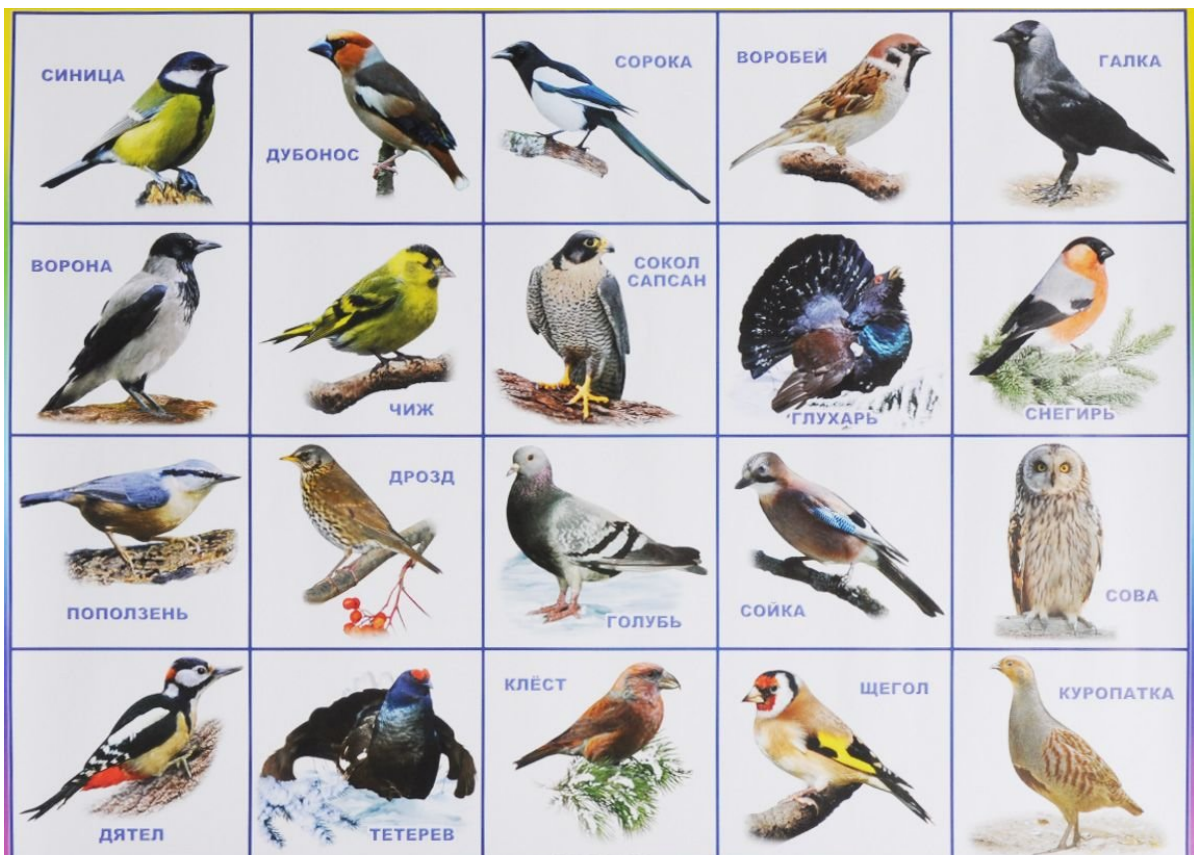 СИНИЦА
ДУБОНОС
СОРОКА
ВОРОБЕЙ
ГАЛКА
ВОРОНА
ЧИЖ
СОКОЛ
САПСАН
ГЛУХАРЬ
СНЕГИРЬ
ПОПОЛЗЕНЬ
ДРОЗД
ГОЛУБЬ
СОЙКА
СОВА
ДЯТЕЛ
ТЕТЕРЕВ
КЛЁСТ
ЩЕГОЛ
КУРОПАТКА